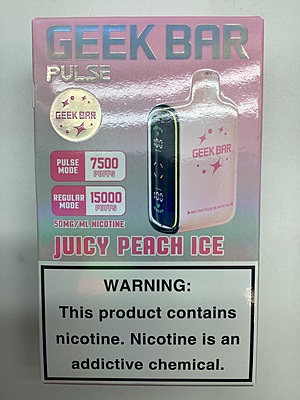 GEEK BAR
PULSE
GEEK BAR
PULSE MODE 7500 PUFFS
REGULAR MODE 15000 PUFFS
50MG/ML NICOTINE
GEEK BAR
JUICY PEACH ICE
WARNING:
This product contains
nicotine. Nicotine is an
addictive chemical.